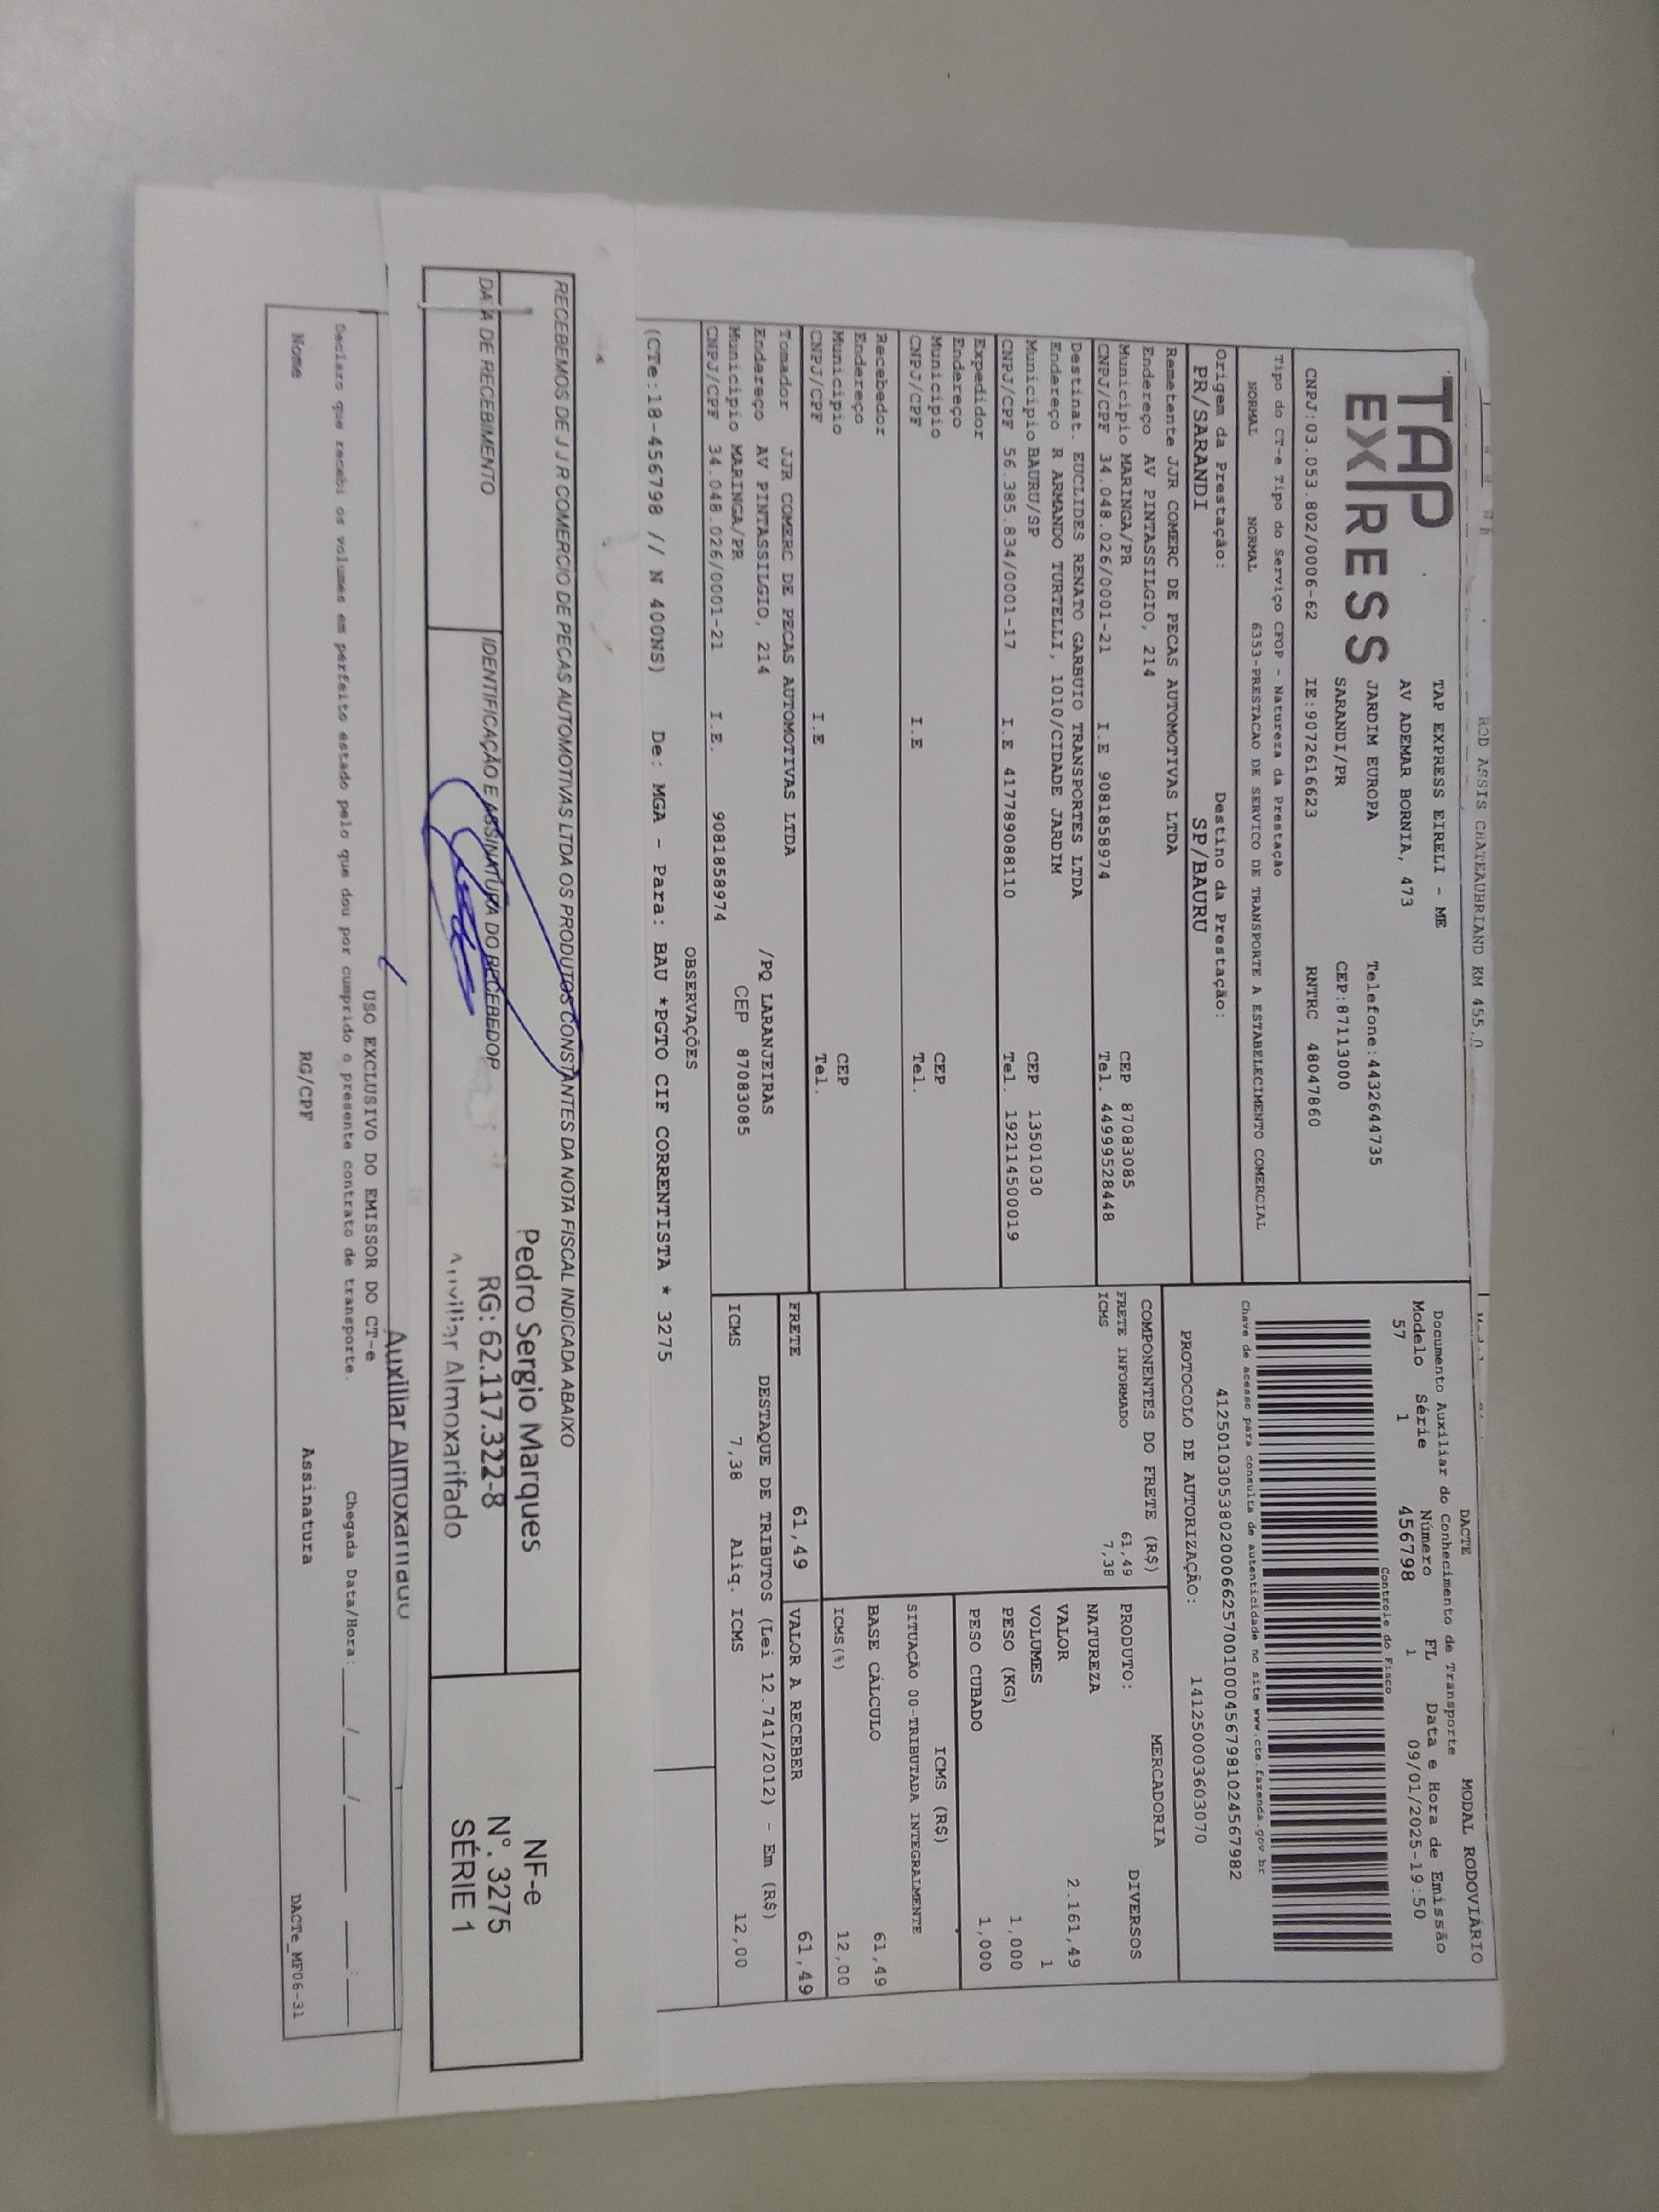 ROD ASSIS CHATEAUBRIAND KM 455,0
TAP EXPRESS
TAP EXPRESS EIRELI - ME
AV ADEMAR BORNIA, 473
JARDIM EUROPA
Telefone:4432644735
SARANDI/PR
CEP:87113000
CNPJ:03.053.802/0006-62 IE:9072616623 RNTRC 48047860
DACTE MODAL RODOVIÁRIO
Documento Auxiliar do Conhecimento de Transporte
Modelo Série Número FL Data e Hora de Emissão
57 1 456798 1 09/01/2025-19:50
Controle do Fisco
Chave de acesso para consulta de autenticidade no site www.cte.fazenda.gov.br
41250103053802000662570010004567981024567982
PROTOCOLO DE AUTORIZAÇÃO: 141250003603070
Tipo do CT-e Tipo do Serviço CFOP - Natureza da Prestação
NORMAL NORMAL 6353-PRESTACAO DE SERVICO DE TRANSPORTE A ESTABELECIMENTO COMERCIAL
Origem da Prestação: Destino da Prestação:
PR/SARANDI SP/BAURU
Remetente JJR COMERC DE PECAS AUTOMOTIVAS LTDA
Endereço AV PINTASSILGIO, 214
Municipio MARINGA/PR CEP 87083085
CNPJ/CPF 34.048.026/0001-21 I.E 9081858974 Tel. 44999528448
Destinat. EUCLIDES RENATO GARBUIO TRANSPORTES LTDA
Endereço R ARMANDO TURTELLI, 1010/CIDADE JARDIM
Municipio BAURU/SP CEP 13501030
CNPJ/CPF 56.385.834/0001-17 I.E 417789088110 Tel. 192114500019
Expedidor
Endereço
Municipio CEP
CNPJ/CPF I.E Tel.
Recebedor
Endereço
Municipio CEP
CNPJ/CPF I.E Tel.
Tomador JJR COMERC DE PECAS AUTOMOTIVAS LTDA
Endereço AV PINTASSILGIO, 214 /PQ LARANJEIRAS
Municipio MARINGA/PR CEP 87083085
CNPJ/CPF 34.048.026/0001-21 I.E. 9081858974
COMPONENTES DO FRETE (R$)
FRETE INFORMADO 61,49
ICMS 7,38
MERCADORIA
PRODUTO: DIVERSOS
NATUREZA
VALOR 2.161,49
VOLUMES 1
PESO (KG) 1,000
PESO CUBADO 1,000
ICMS (R$)
SITUAÇÃO 00-TRIBUTADA INTEGRALMENTE
BASE CÁLCULO 61,49
ICMS(%) 12,00
FRETE 61,49 VALOR A RECEBER 61,49
DESTAQUE DE TRIBUTOS (Lei 12.741/2012) - Em (R$)
ICMS 7,38 Aliq. ICMS 12,00
OBSERVAÇÕES
(CTe:18-456798 // N 400NS) De: MGA - Para: BAU *PGTO CIF CORRENTISTA * 3275
RECEBEMOS DE J J R COMERCIO DE PECAS AUTOMOTIVAS LTDA OS PRODUTOS CONSTANTES DA NOTA FISCAL INDICADA ABAIXO
DATA DE RECEBIMENTO
IDENTIFICAÇÃO E ASSINATURA DO RECEBEDOR
Pedro Sergio Marques
RG: 62.117.322-8
Auxiliar Almoxarifado
NF-e
Nº. 3275
SÉRIE 1
Auxiliar Almoxarifado
USO EXCLUSIVO DO EMISSOR DO CT-e
Declaro que recebi os volumes em perfeito estado pelo que dou por cumprido o presente contrato de transporte. Chegada Data/Hora:____/____/____ ___:___
Nome RG/CPF Assinatura
DACTe_MF06-31